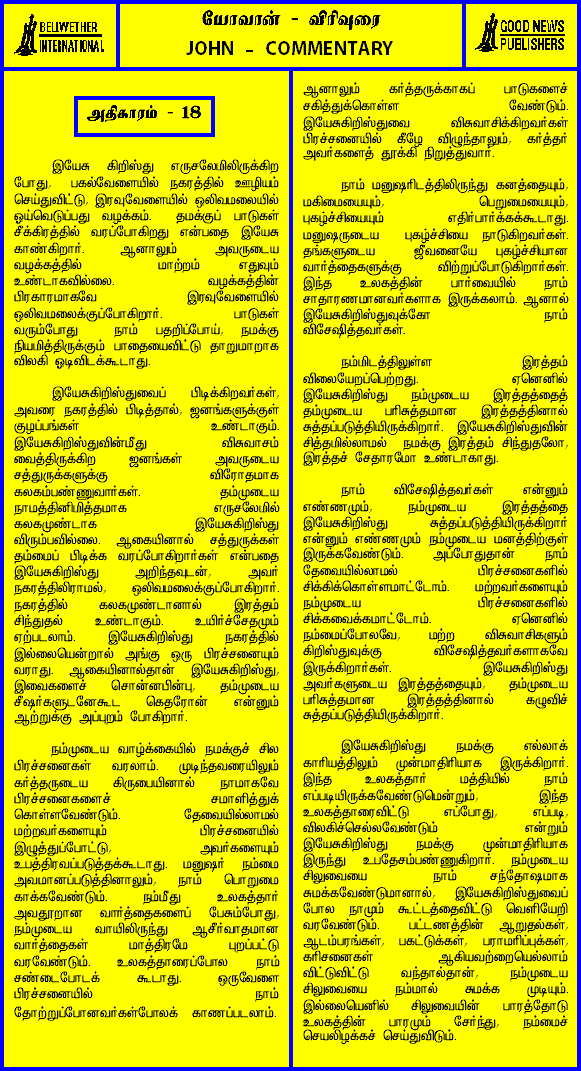 BELLWETHER
INTERNATIONAL
யோவான் - விரிவுரை
JOHN - COMMENTARY
GOOD NEWS
PUBLISHERS
அதிகாரம் - 18
இயேசு கிறிஸ்து எருசலேமிலிருக்கிற
போது, பகல்வேளையில் நகரத்தில் ஊழியம்
செய்துவிட்டு, இரவுவேளையில் ஒலிவமலையில்
ஓய்வெடுப்பது வழக்கம். தமக்குப் பாடுகள்
சீக்கிரத்தில் வரப்போகிறது என்பதை இயேசு
காண்கிறார். ஆனாலும் அவருடைய
வழக்கத்தில் மாற்றம் எதுவும்
உண்டாகவில்லை. வழக்கத்தின்
பிரகாரமாகவே இரவுவேளையில்
ஒலிவமலைக்குப்போகிறார். பாடுகள்
வரும்போது நாம் பதறிப்போய், நமக்கு
நியமித்திருக்கும் பாதையைவிட்டு தாறுமாறாக
விலகி ஓடிவிடக்கூடாது.
இயேசுகிறிஸ்துவைப் பிடிக்கிறவர்கள்,
அவரை நகரத்தில் பிடித்தால், ஜனங்களுக்குள்
குழப்பங்கள் உண்டாகும்.
இயேசுகிறிஸ்துவின்மீது விசுவாசம்
வைத்திருக்கிற ஜனங்கள் அவருடைய
சத்துருக்களுக்கு விரோதமாக
கலகம்பண்ணுவார்கள். தம்முடைய
நாமத்தினிமித்தமாக எருசலேமில்
கலகமுண்டாக இயேசுகிறிஸ்து
விரும்பவில்லை. ஆகையினால் சத்துருக்கள்
தம்மைப் பிடிக்க வரப்போகிறார்கள் என்பதை
இயேசுகிறிஸ்து அறிந்தவுடன், அவர்
நகரத்திலிராமல், ஒலிவமலைக்குப்போகிறார்.
நகரத்தில் கலகமுண்டானால் இரத்தம்
சிந்துதல் உண்டாகும். உயிர்ச்சேதமும்
ஏற்படலாம். இயேசுகிறிஸ்து நகரத்தில்
இல்லையென்றால் அங்கு ஒரு பிரச்சனையும்
வராது. ஆகையினால்தான் இயேசுகிறிஸ்து,
இவைகளைச் சொன்னபின்பு, தம்முடைய
சீஷர்களுடனேகூட கெதரோன் என்னும்
ஆற்றுக்கு அப்புறம் போகிறார்.
நம்முடைய வாழ்க்கையில் நமக்குச் சில
பிரச்சனைகள் வரலாம். முடிந்தவரையிலும்
கர்த்தருடைய கிருபையினால் நாமாகவே
பிரச்சனைகளைச் சமாளித்துக்
கொள்ளவேண்டும். தேவையில்லாமல்
மற்றவர்களையும் பிரச்சனையில்
இழுத்துப்போட்டு, அவர்களையும்
உபத்திரவப்படுத்தக்கூடாது. மனுஷர் நம்மை
அவமானப்படுத்தினாலும், நாம் பொறுமை
காக்கவேண்டும். நம்மீது உலகத்தார்
அவதூறான வார்த்தைகளைப் பேசும்போது,
நம்முடைய வாயிலிருந்து ஆசீர்வாதமான
வார்த்தைகள் மாத்திரமே புறப்பட்டு
வரவேண்டும். உலகத்தாரைப்போல நாம்
சண்டைபோடக் கூடாது. ஒருவேளை
பிரச்சனையில் நாம்
தோற்றுப்போனவர்கள்போலக் காணப்படலாம்.
ஆனாலும் கர்த்தருக்காகப் பாடுகளைச்
சகித்துக்கொள்ள வேண்டும்.
இயேசுகிறிஸ்துவை விசுவாசிக்கிறவர்கள்
பிரச்சனையில் கீழே விழுந்தாலும், கர்த்தர்
அவர்களைத் தூக்கி நிறுத்துவார்.
நாம் மனுஷரிடத்திலிருந்து கனத்தையும்,
மகிமையையும், பெறுமையையும்,
புகழ்ச்சியையும் எதிர்பார்க்கக்கூடாது.
மனுஷருடைய புகழ்ச்சியை நாடுகிறவர்கள்.
தங்களுடைய ஜீவனையே புகழ்ச்சியான
வார்த்தைகளுக்கு விற்றுப்போடுகிறார்கள்.
இந்த உலகத்தின் பார்வையில் நாம்
சாதாரணமானவர்களாக இருக்கலாம். ஆனால்
இயேசுகிறிஸ்துவுக்கோ நாம்
விசேஷித்தவர்கள்.
நம்மிடத்திலுள்ள இரத்தம்
விலையேறப்பெற்றது. ஏனெனில்
இயேசுகிறிஸ்து நம்முடைய இரத்தத்தைத்
தம்முடைய பரிசுத்தமான இரத்தத்தினால்
சுத்தப்படுத்தியிருக்கிறார். இயேசுகிறிஸ்துவின்
சித்தமில்லாமல் நமக்கு இரத்தம் சிந்துதலோ,
இரத்தச் சேதாரமோ உண்டாகாது.
நாம் விசேஷித்தவர்கள் என்னும்
எண்ணமும், நம்முடைய இரத்தத்தை
இயேசுகிறிஸ்து சுத்தப்படுத்தியிருக்கிறார்
என்னும் எண்ணமும் நம்முடைய மனத்திற்குள்
இருக்கவேண்டும். அப்போதுதான் நாம்
தேவையில்லாமல் பிரச்சனைகளில்
சிக்கிக்கொள்ளமாட்டோம். மற்றவர்களையும்
நம்முடைய பிரச்சனைகளில்
சிக்கவைக்கமாட்டோம். ஏனெனில்
நம்மைப்போலவே, மற்ற விசுவாசிகளும்
கிறிஸ்துவுக்கு விசேஷித்தவர்களாகவே
இருக்கிறார்கள். இயேசுகிறிஸ்து
அவர்களுடைய இரத்தத்தையும், தம்முடைய
பரிசுத்தமான இரத்தத்தினால் கழுவிச்
சுத்தப்படுத்தியிருக்கிறார்.
இயேசுகிறிஸ்து நமக்கு எல்லாக்
காரியத்திலும் முன்மாதிரியாக இருக்கிறார்.
இந்த உலகத்தார் மத்தியில் நாம்
எப்படியிருக்கவேண்டுமென்றும், இந்த
உலகத்தாரைவிட்டு எப்போது, எப்படி,
விலகிச்செல்லவேண்டும் என்றும்
இயேசுகிறிஸ்து நமக்கு முன்மாதிரியாக
இருந்து உபதேசம்பண்ணுகிறார். நம்முடைய
சிலுவையை நாம் சந்தோஷமாக
சுமக்கவேண்டுமானால், இயேசுகிறிஸ்துவைப்
போல நாமும் கூட்டத்தைவிட்டு வெளியேறி
வரவேண்டும். பட்டணத்தின் ஆறுதல்கள்,
ஆடம்பரங்கள், பகட்டுக்கள், பராமரிப்புக்கள்,
கரிசனைகள் ஆகியவற்றையெல்லாம்
விட்டுவிட்டு வந்தால்தான், நம்முடைய
சிலுவையை நம்மால் சுமக்க முடியும்.
இல்லையெனில் சிலுவையின் பாரத்தோடு
உலகத்தின் பாரமும் சேர்ந்து, நம்மைச்
செயலிழக்கச் செய்துவிடும்.